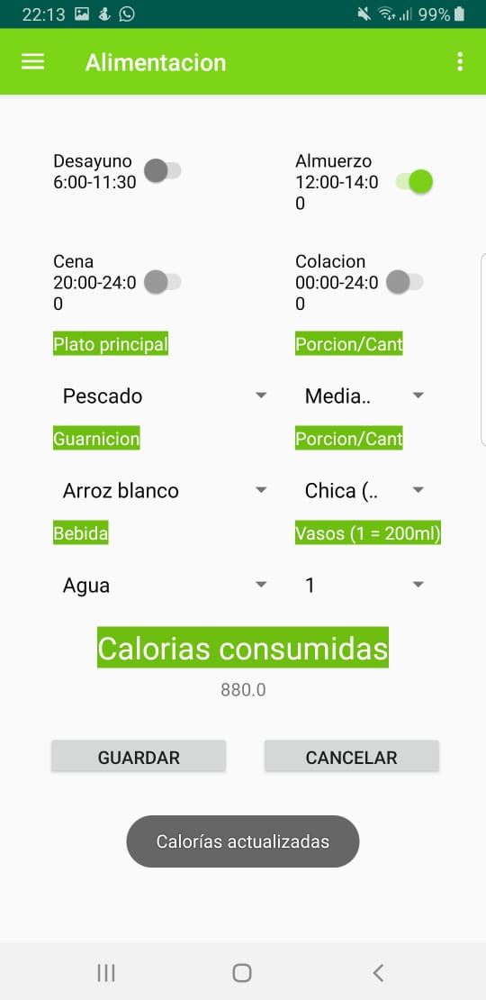 22:13 99%
Alimentacion
Desayuno
6:00-11:30
Almuerzo
12:00-14:0
0
Cena
20:00-24:0
0
Colacion
00:00-24:0
0
Plato principal Porcion/Cant
Pescado Media..
Guarnicion Porcion/Cant
Arroz blanco Chica (..
Bebida Vasos (1 = 200ml)
Agua 1
Calorias consumidas
880.0
GUARDAR CANCELAR
Calorías actualizadas